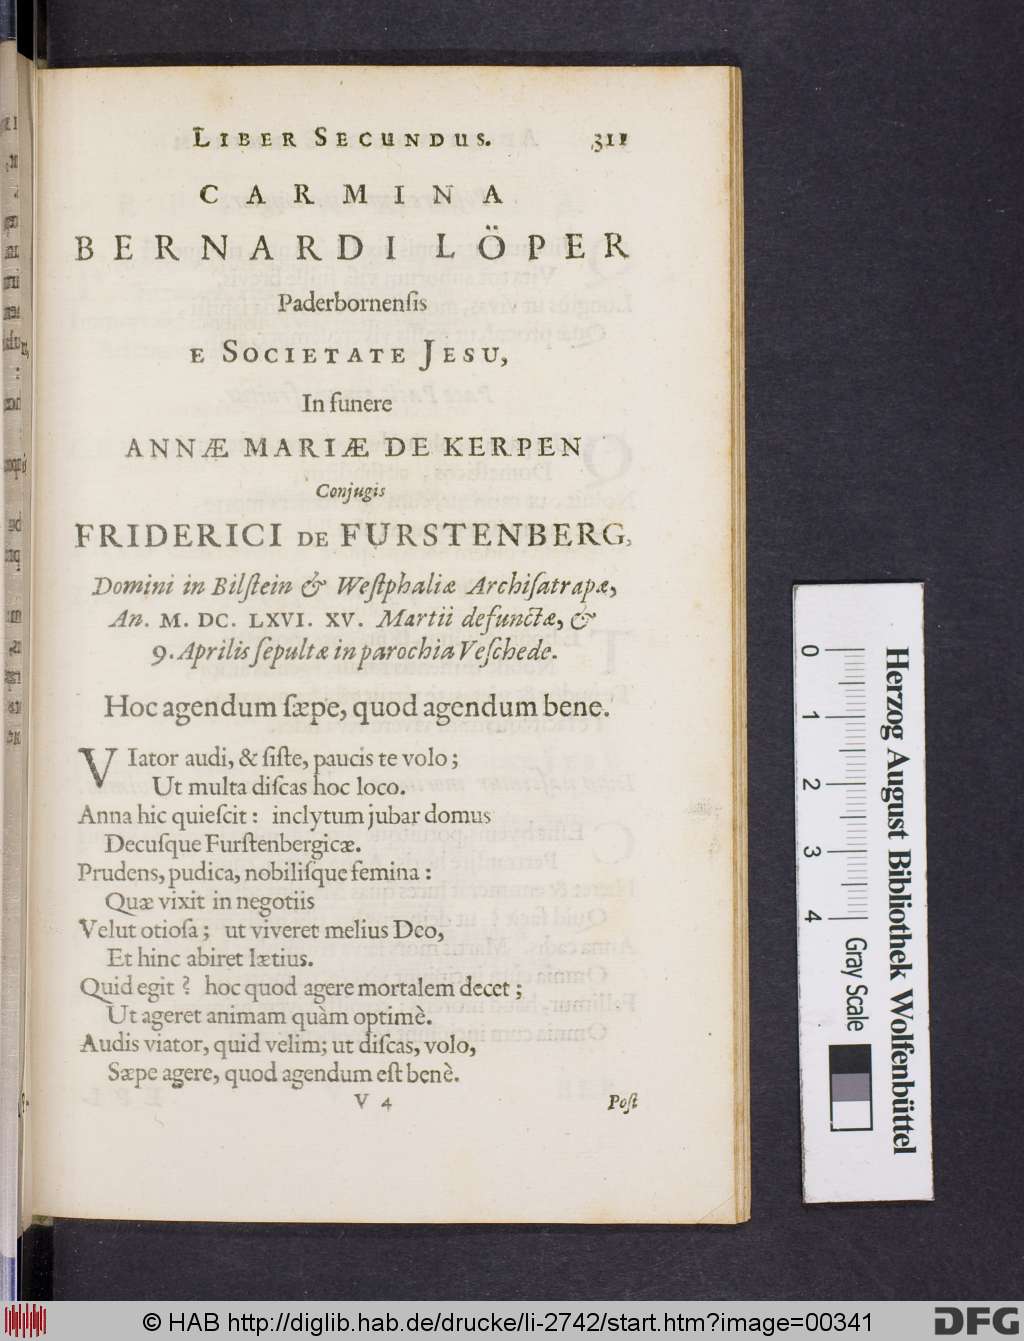 LIBER SECUNDUS. 311
CARMINA
BERNARDI LÖPER
Paderbornenſis
E SOCIETATE JESU,
In funere
ANNÆ MARIÆ DE KERPEN
Conjugis
FRIDERICI DE FURSTENBERG,
Domini in Bilſtein & Weſtphaliæ Archiſatrapæ,
An. M. DC. LXVI. XV. Martii defunctæ, &
9. Aprilis ſepultæ in parochia Veſchede.
Hoc agendum ſæpe, quod agendum bene.
VIator audi, & ſiſte, paucis te volo;
Ut multa diſcas hoc loco.
Anna hic quieſcit: inclytum jubar domus
Decuſque Furſtenbergicæ.
Prudens, pudica, nobiliſque femina:
Quæ vixit in negotiis
Velut otioſa; ut viveret melius Deo,
Et hinc abiret lætius.
Quid egit? hoc quod agere mortalem decet;
Ut ageret animam quàm optimè.
Audis viator, quid velim; ut diſcas, volo,
Sæpe agere, quod agendum eſt benè.
V 4 Poſt
0 1 2 3 4 Gray Scale
Herzog August Bibliothek Wolfenbüttel
© HAB http://diglib.hab.de/drucke/li-2742/start.htm?image=00341
DFG